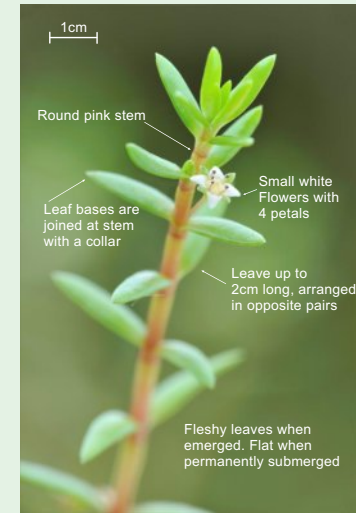 1cm
Round pink stem
Small white
Flowers with
4 petals
Leaf bases are
joined at stem
with a collar
Leave up to
2cm long, arranged
in opposite pairs
Fleshy leaves when
emerged. Flat when
permanently submerged